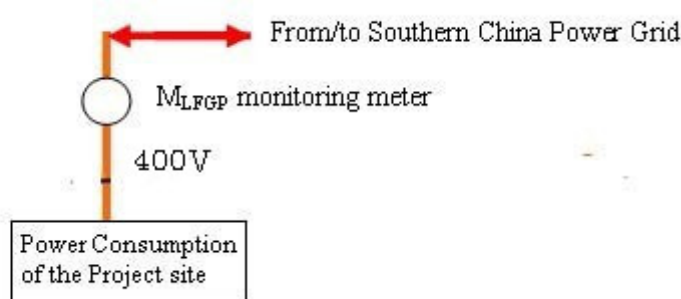 From/to Southern China Power Grid
MLFGP monitoring meter
400V
Power Consumption
of the Project site